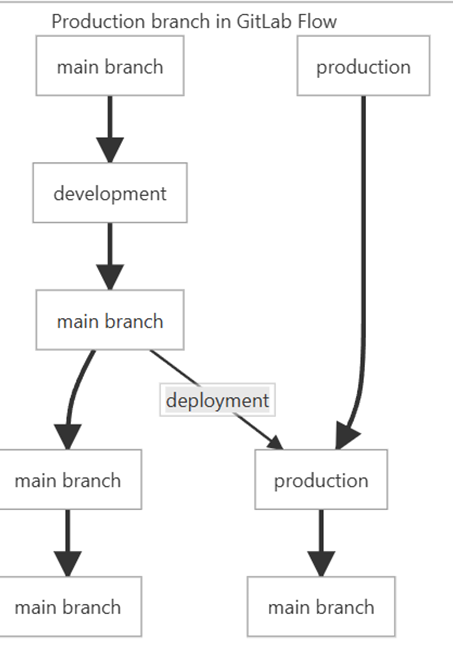 Production branch in GitLab Flow
main branch
production
development
main branch
deployment
main branch
production
main branch
main branch